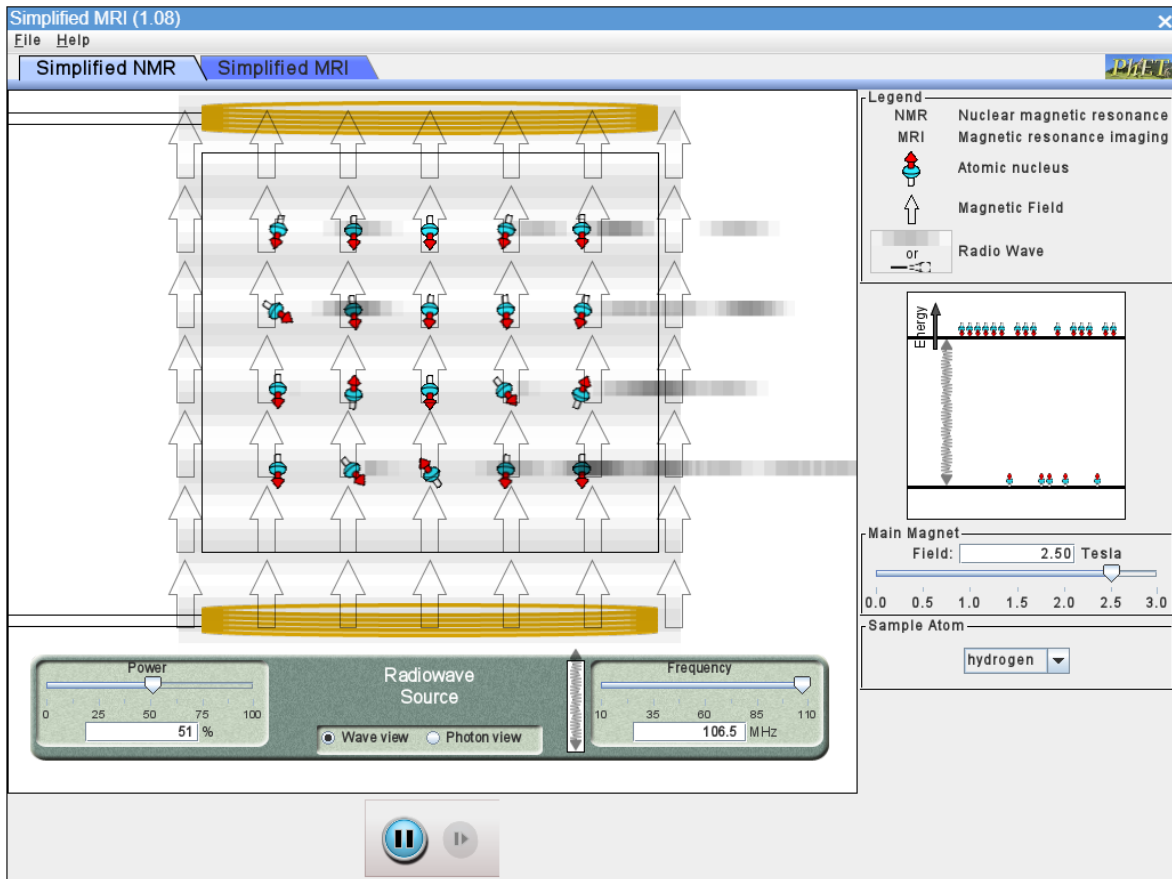 Simplified MRI (1.08)
File Help
Simplified NMR Simplified MRI
PhET
Legend
NMR Nuclear magnetic resonance
MRI Magnetic resonance imaging
Atomic nucleus
Magnetic Field
or
Radio Wave
Energy
Main Magnet
Field: 2.50 Tesla
0.0 0.5 1.0 1.5 2.0 2.5 3.0
Sample Atom
hydrogen
Power
0 25 50 75 100
51 %
Radiowave
Source
Wave view Photon view
Frequency
10 35 60 85 110
106.5 MHz